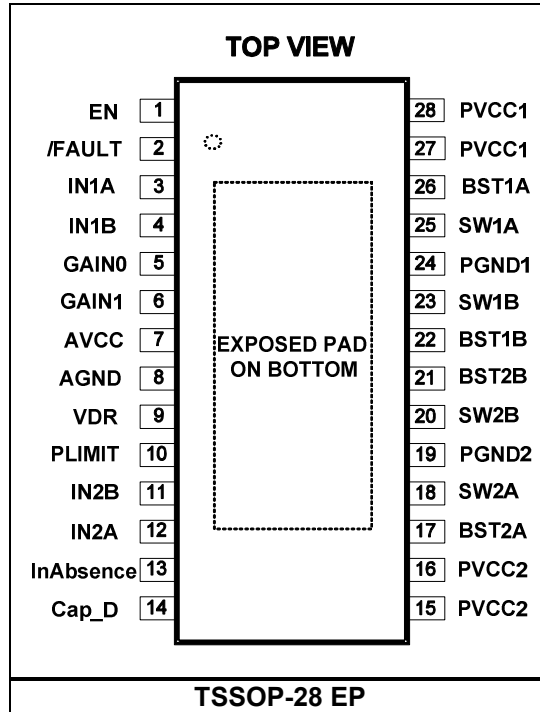 TOP VIEW
EN 1 28 PVCC1
/FAULT 2 27 PVCC1
IN1A 3 26 BST1A
IN1B 4 25 SW1A
GAIN0 5 24 PGND1
GAIN1 6 23 SW1B
AVCC 7 22 BST1B
EXPOSED PAD
ON BOTTOM
AGND 8 21 BST2B
VDR 9 20 SW2B
PLIMIT 10 19 PGND2
IN2B 11 18 SW2A
IN2A 12 17 BST2A
InAbsence 13 16 PVCC2
Cap_D 14 15 PVCC2
TSSOP-28 EP